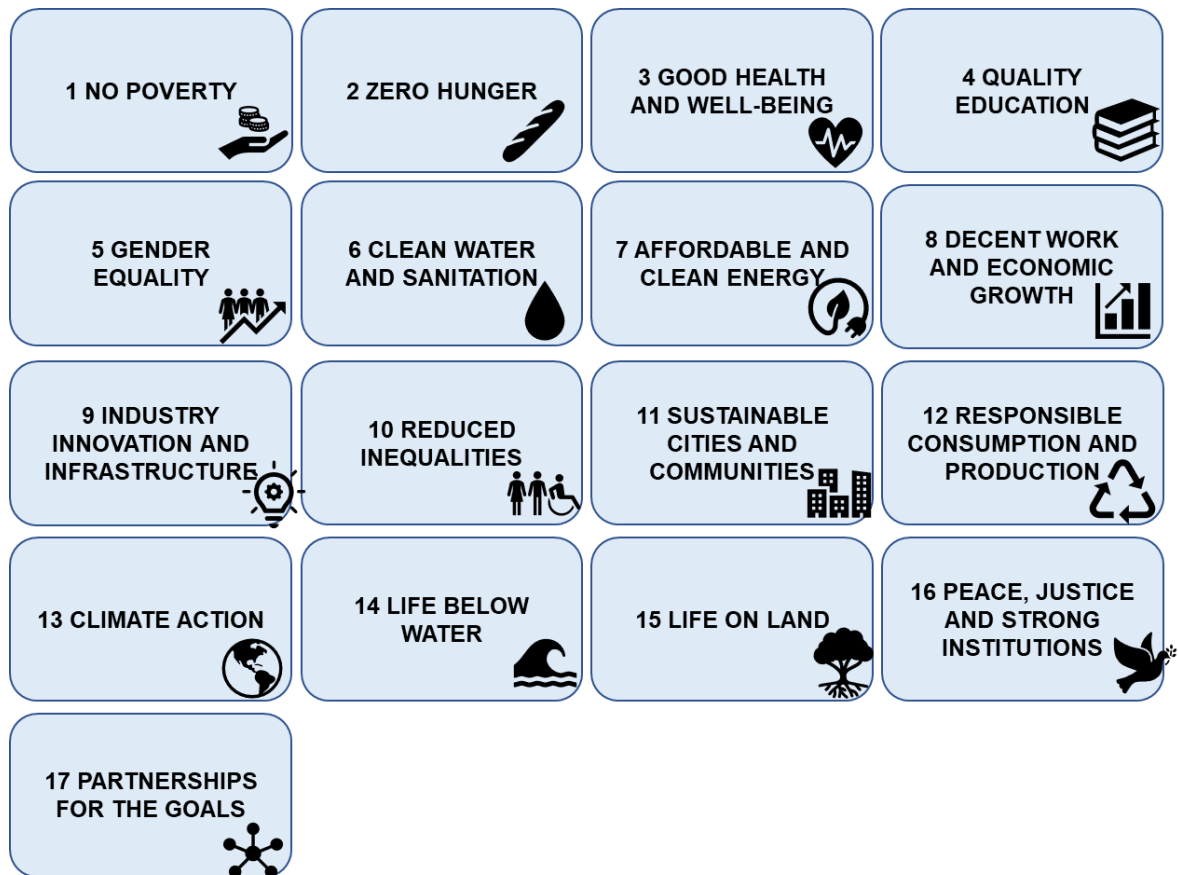 1 NO POVERTY
2 ZERO HUNGER
3 GOOD HEALTH
AND WELL-BEING
4 QUALITY
EDUCATION
5 GENDER
EQUALITY
6 CLEAN WATER
AND SANITATION
7 AFFORDABLE AND
CLEAN ENERGY
8 DECENT WORK
AND ECONOMIC
GROWTH
9 INDUSTRY
INNOVATION AND
INFRASTRUCTURE
10 REDUCED
INEQUALITIES
11 SUSTAINABLE
CITIES AND
COMMUNITIES
12 RESPONSIBLE
CONSUMPTION AND
PRODUCTION
13 CLIMATE ACTION
14 LIFE BELOW
WATER
15 LIFE ON LAND
16 PEACE, JUSTICE
AND STRONG
INSTITUTIONS
17 PARTNERSHIPS
FOR THE GOALS